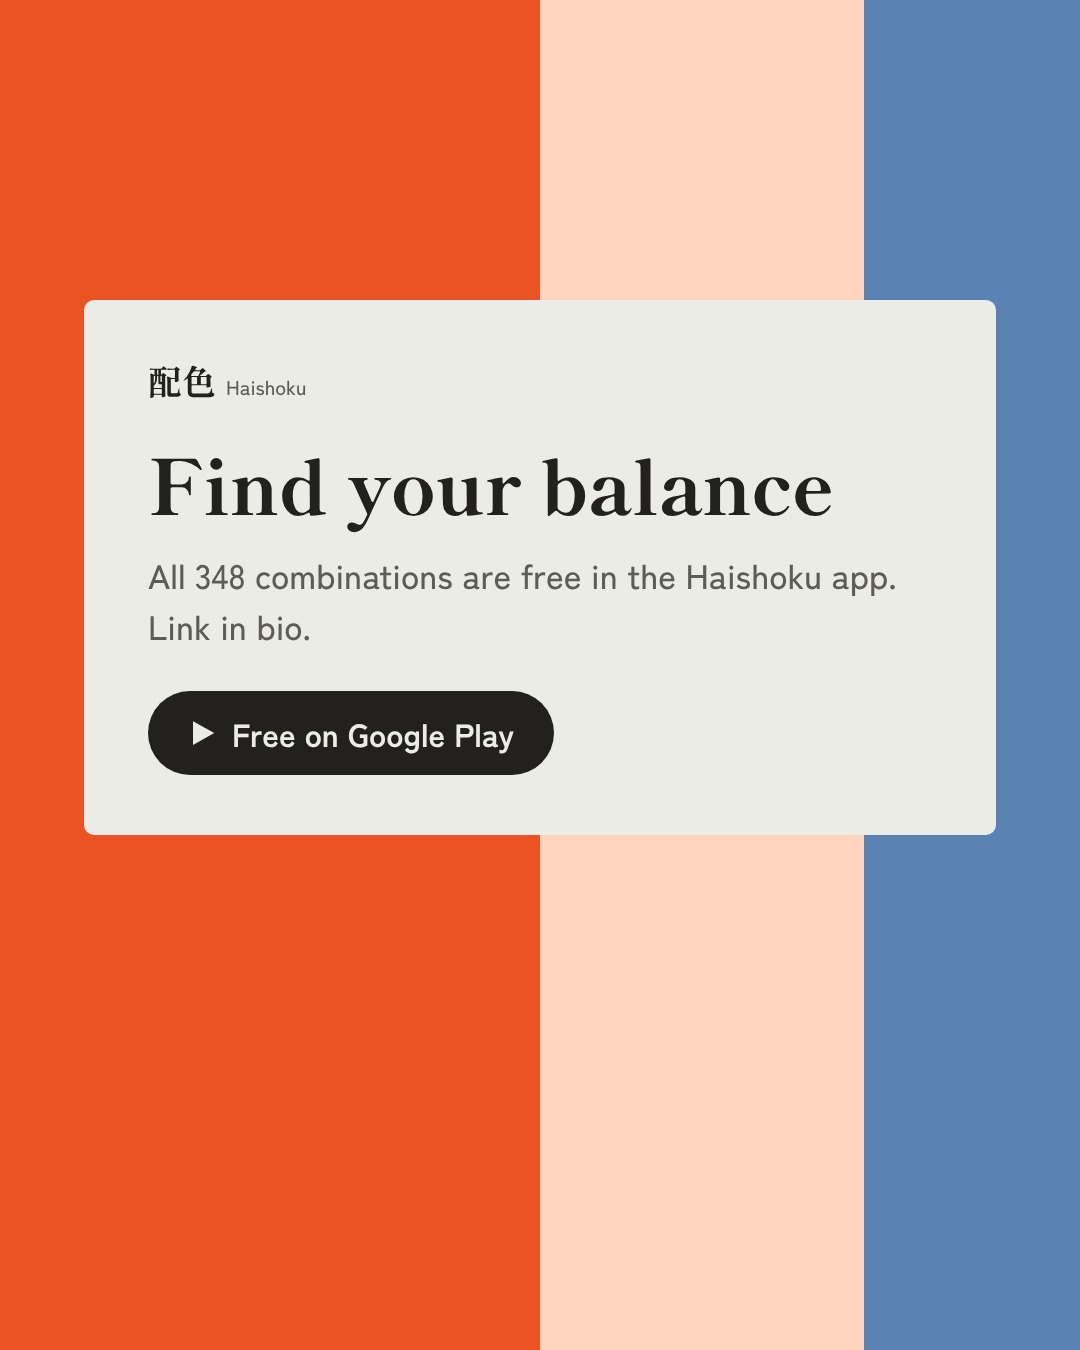 配色 Haishoku
Find your balance
All 348 combinations are free in the Haishoku app.
Link in bio.
Free on Google Play